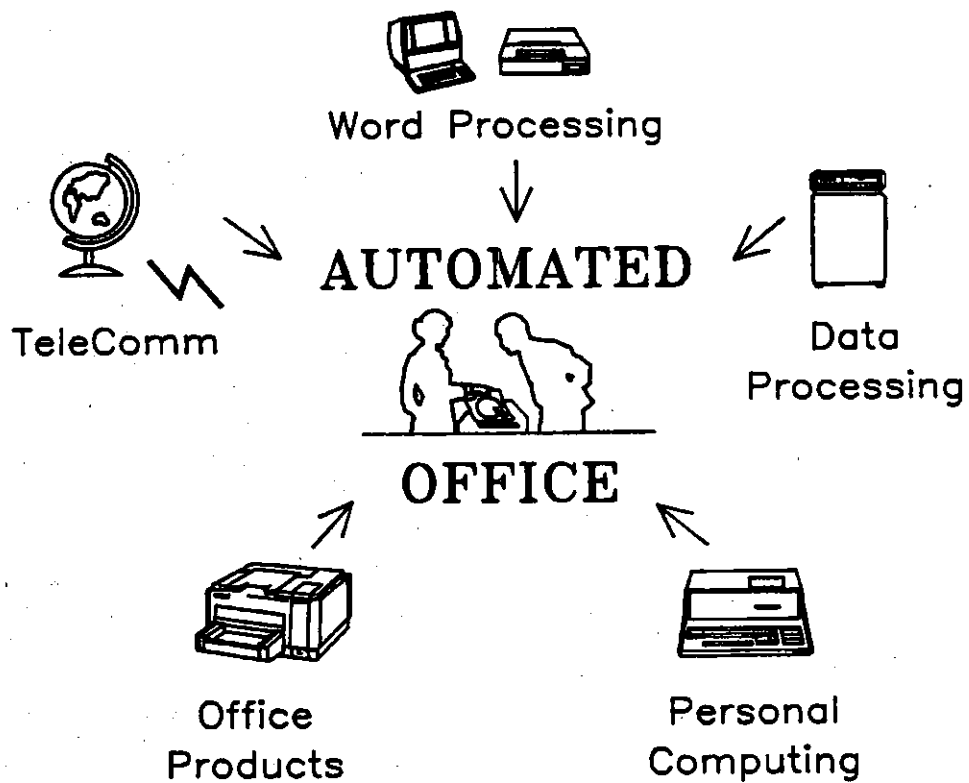 Word Processing
AUTOMATED
TeleComm
Data
Processing
OFFICE
Office
Products
Personal
Computing